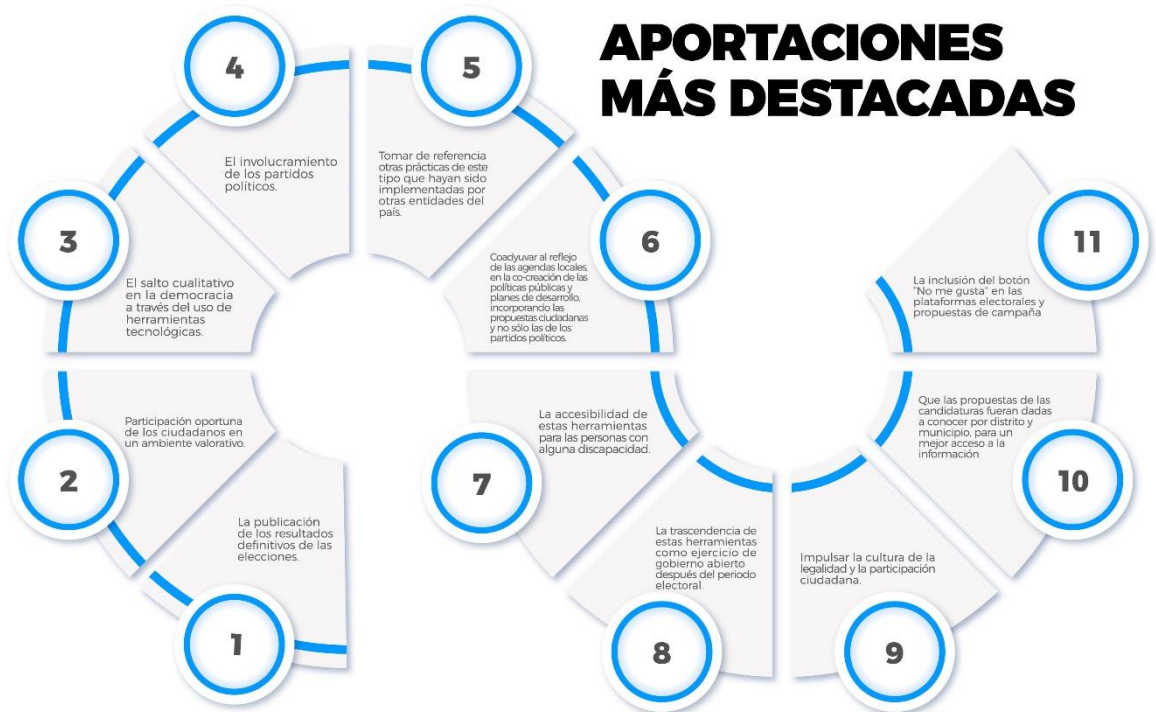 APORTACIONES
MÁS DESTACADAS
1
La publicación
de los resultados
definitivos de las
elecciones.
2
Participación oportuna
de los ciudadanos en
un ambiente valorativo.
3
El salto cualitativo
en la democracia
a través del uso de
herramientas
tecnológicas.
4
El involucramiento
de los partidos
políticos.
5
Tomar de referencia
otras prácticas de este
tipo que hayan sido
implementadas por
otras entidades del
país.
6
Coadyuvar al reflejo
de las agendas locales,
en la co-creación de las
políticas públicas y
planes de desarrollo,
incorporando las
propuestas ciudadanas
y no sólo las de los
partidos políticos.
7
La accesibilidad de
estas herramientas
para las personas con
alguna discapacidad.
8
La trascendencia de
estas herramientas
como ejercicio de
gobierno abierto
después del periodo
electoral.
9
Impulsar la cultura de la
legalidad y la participación
ciudadana.
10
Que las propuestas de las
candidaturas fueran dadas
a conocer por distrito y
municipio, para un
mejor acceso a la
información
11
La inclusión del botón
"No me gusta" en las
plataformas electorales y
propuestas de campaña